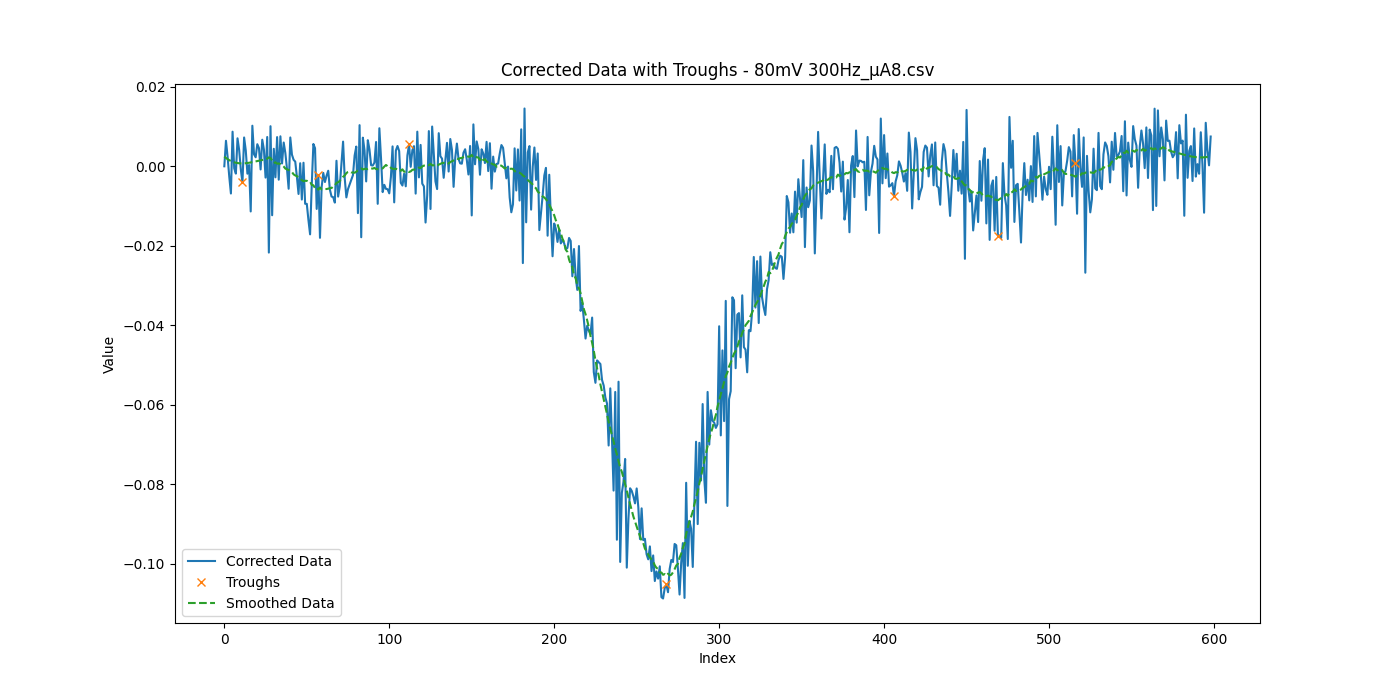 Corrected Data with Troughs - 80mV 300Hz_μA8.csv
0.02
0.00
−0.02
−0.04
−0.06
−0.08
−0.10
Value
Corrected Data
Troughs
Smoothed Data
0 100 200 300 400 500 600
Index